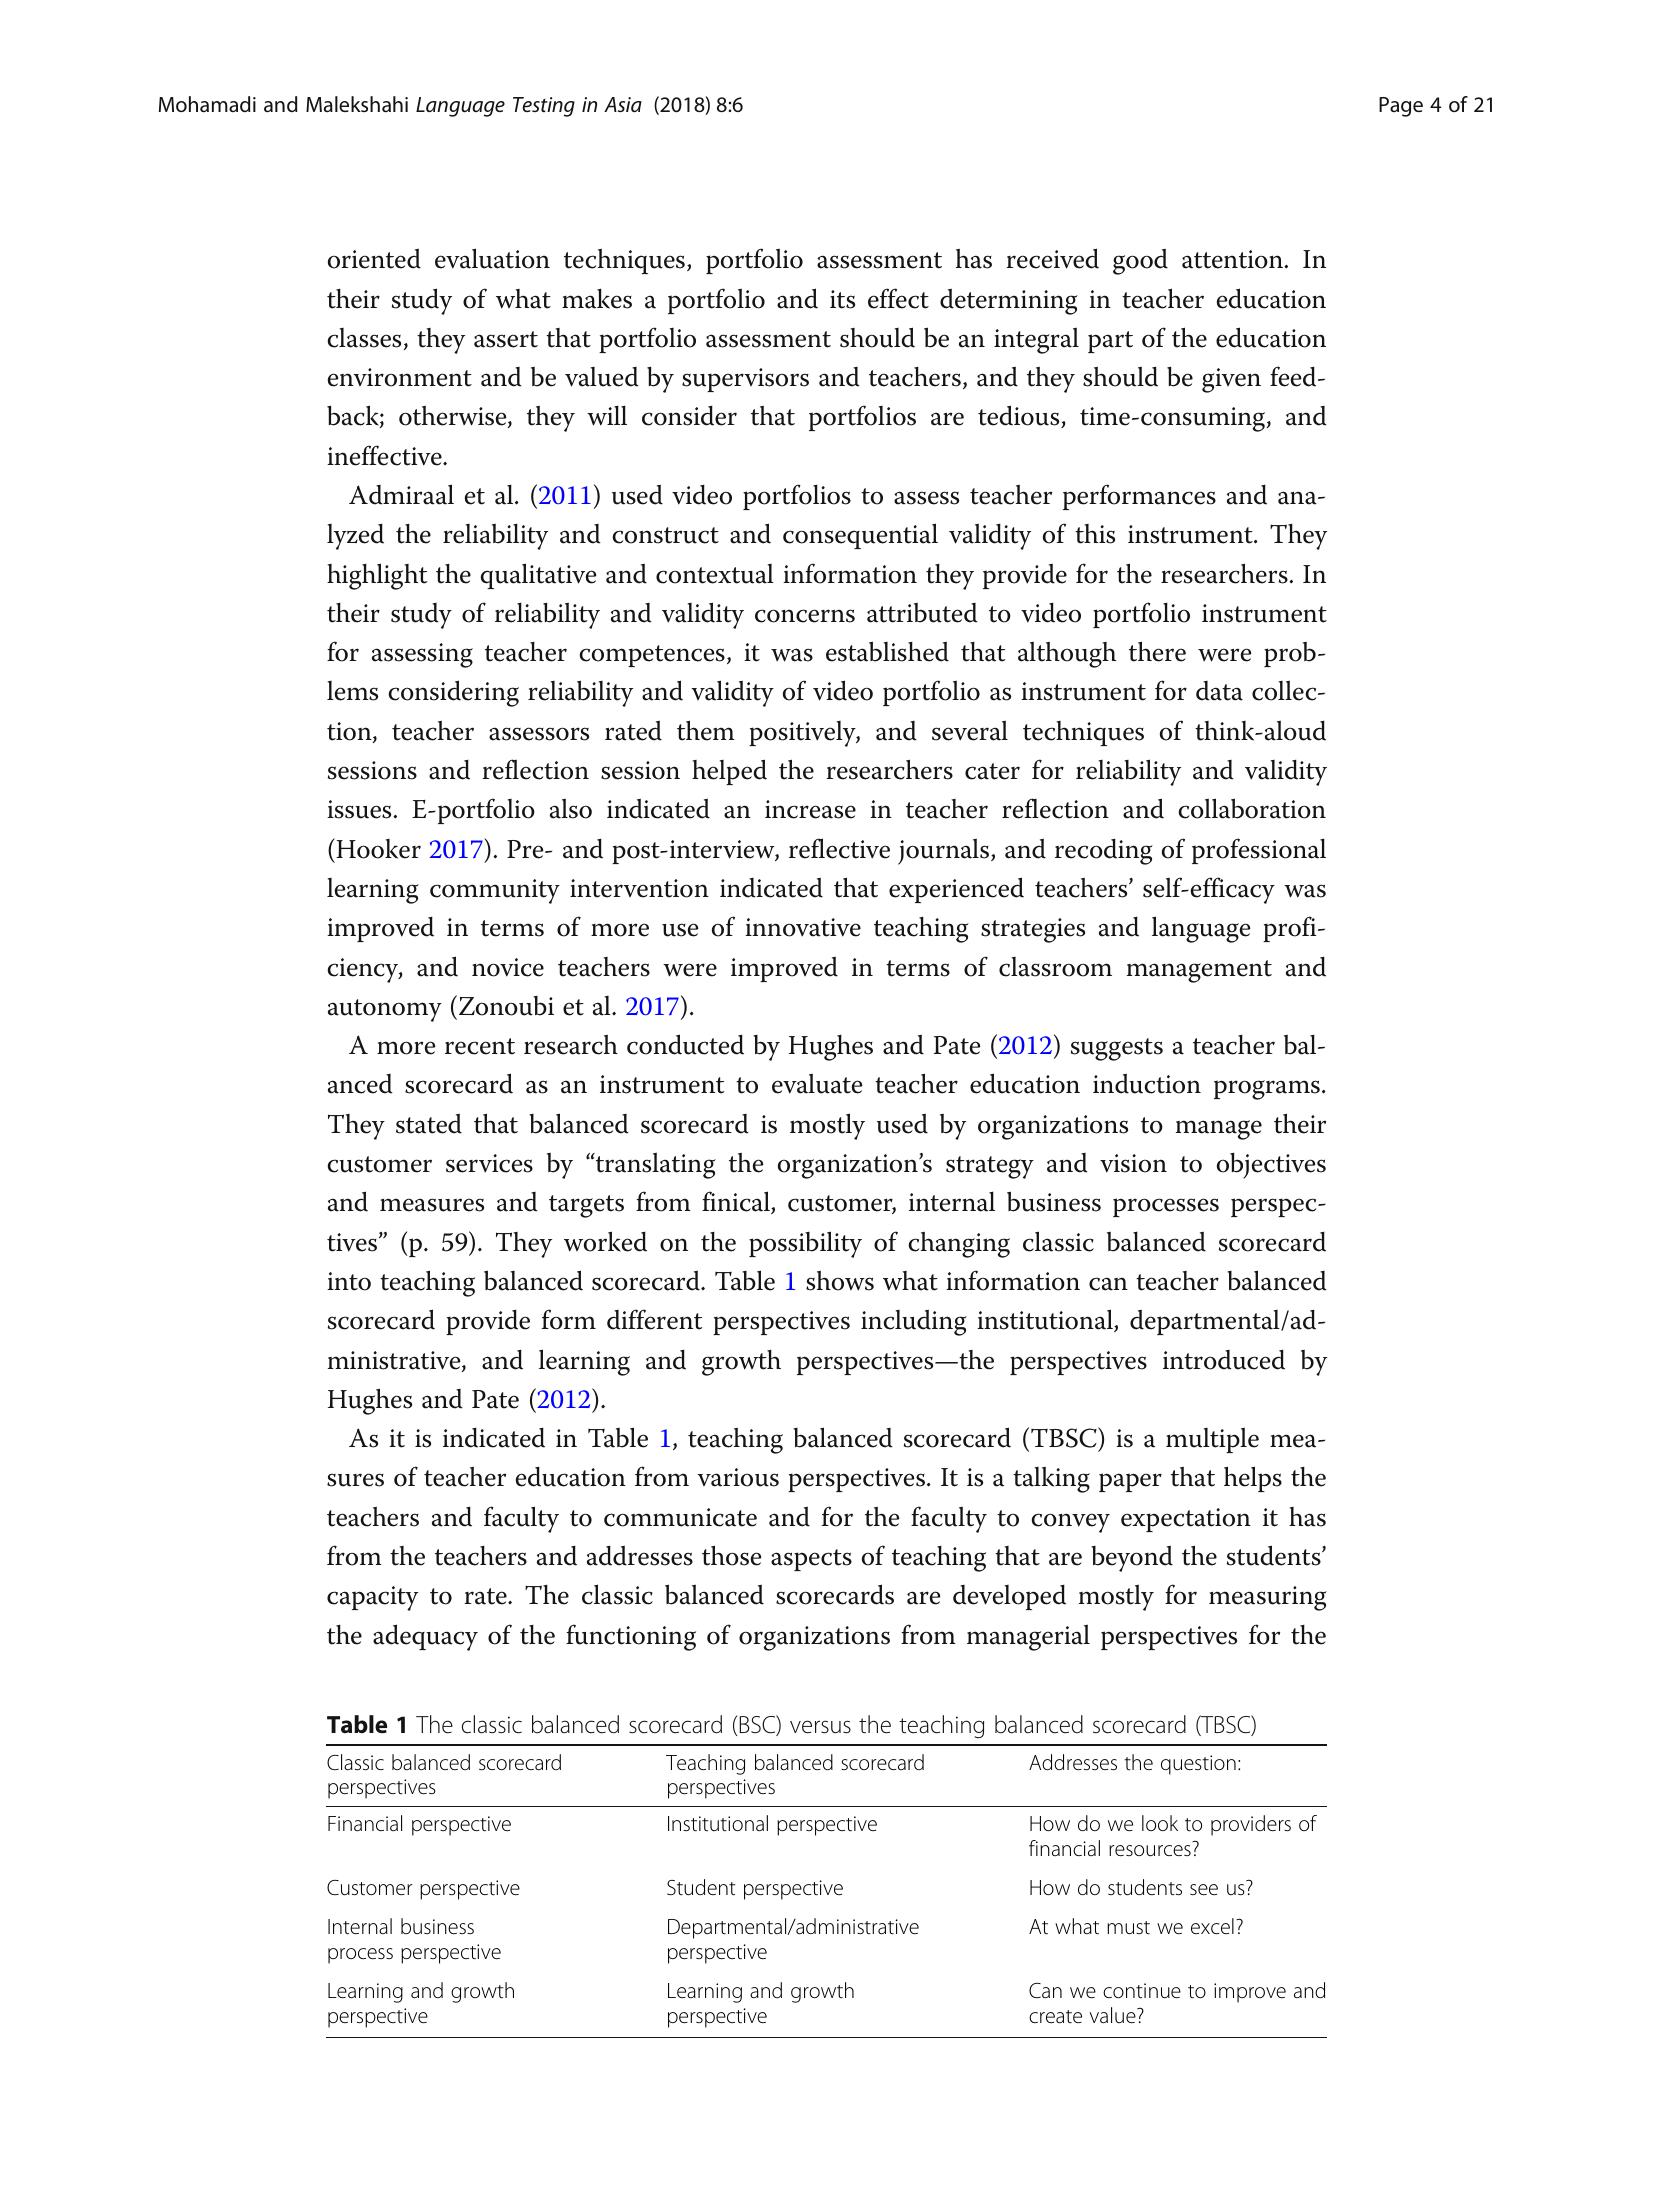 Mohamadi and Malekshahi Language Testing in Asia (2018) 8:6
Page 4 of 21
oriented evaluation techniques, portfolio assessment has received good attention. In
their study of what makes a portfolio and its effect determining in teacher education
classes, they assert that portfolio assessment should be an integral part of the education
environment and be valued by supervisors and teachers, and they should be given feed-
back; otherwise, they will consider that portfolios are tedious, time-consuming, and
ineffective.
Admiraal et al. (2011) used video portfolios to assess teacher performances and ana-
lyzed the reliability and construct and consequential validity of this instrument. They
highlight the qualitative and contextual information they provide for the researchers. In
their study of reliability and validity concerns attributed to video portfolio instrument
for assessing teacher competences, it was established that although there were prob-
lems considering reliability and validity of video portfolio as instrument for data collec-
tion, teacher assessors rated them positively, and several techniques of think-aloud
sessions and reflection session helped the researchers cater for reliability and validity
issues. E-portfolio also indicated an increase in teacher reflection and collaboration
(Hooker 2017). Pre- and post-interview, reflective journals, and recoding of professional
learning community intervention indicated that experienced teachers’ self-efficacy was
improved in terms of more use of innovative teaching strategies and language profi-
ciency, and novice teachers were improved in terms of classroom management and
autonomy (Zonoubi et al. 2017).
A more recent research conducted by Hughes and Pate (2012) suggests a teacher bal-
anced scorecard as an instrument to evaluate teacher education induction programs.
They stated that balanced scorecard is mostly used by organizations to manage their
customer services by “translating the organization’s strategy and vision to objectives
and measures and targets from finical, customer, internal business processes perspec-
tives” (p. 59). They worked on the possibility of changing classic balanced scorecard
into teaching balanced scorecard. Table 1 shows what information can teacher balanced
scorecard provide form different perspectives including institutional, departmental/ad-
ministrative, and learning and growth perspectives—the perspectives introduced by
Hughes and Pate (2012).
As it is indicated in Table 1, teaching balanced scorecard (TBSC) is a multiple mea-
sures of teacher education from various perspectives. It is a talking paper that helps the
teachers and faculty to communicate and for the faculty to convey expectation it has
from the teachers and addresses those aspects of teaching that are beyond the students’
capacity to rate. The classic balanced scorecards are developed mostly for measuring
the adequacy of the functioning of organizations from managerial perspectives for the
Table 1 The classic balanced scorecard (BSC) versus the teaching balanced scorecard (TBSC)
Classic balanced scorecard
perspectives
Teaching balanced scorecard
perspectives
Addresses the question:
Financial perspective
Institutional perspective
How do we look to providers of
financial resources?
Customer perspective
Student perspective
How do students see us?
Internal business
process perspective
Departmental/administrative
perspective
At what must we excel?
Learning and growth
perspective
Learning and growth
perspective
Can we continue to improve and
create value?